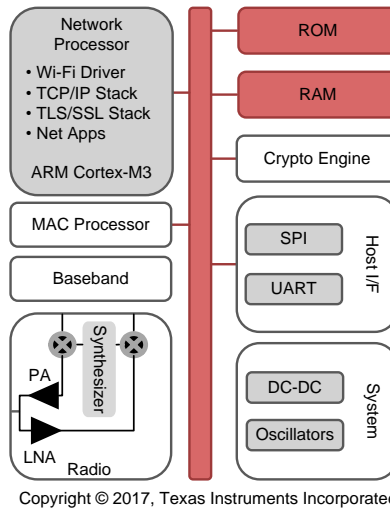 Network
Processor
• Wi-Fi Driver
• TCP/IP Stack
• TLS/SSL Stack
• Net Apps
ARM Cortex-M3
MAC Processor
Baseband
Synthesizer
PA
LNA
Radio
ROM
RAM
Crypto Engine
SPI
UART
Host I/F
DC-DC
Oscillators
System
Copyright © 2017, Texas Instruments Incorporated